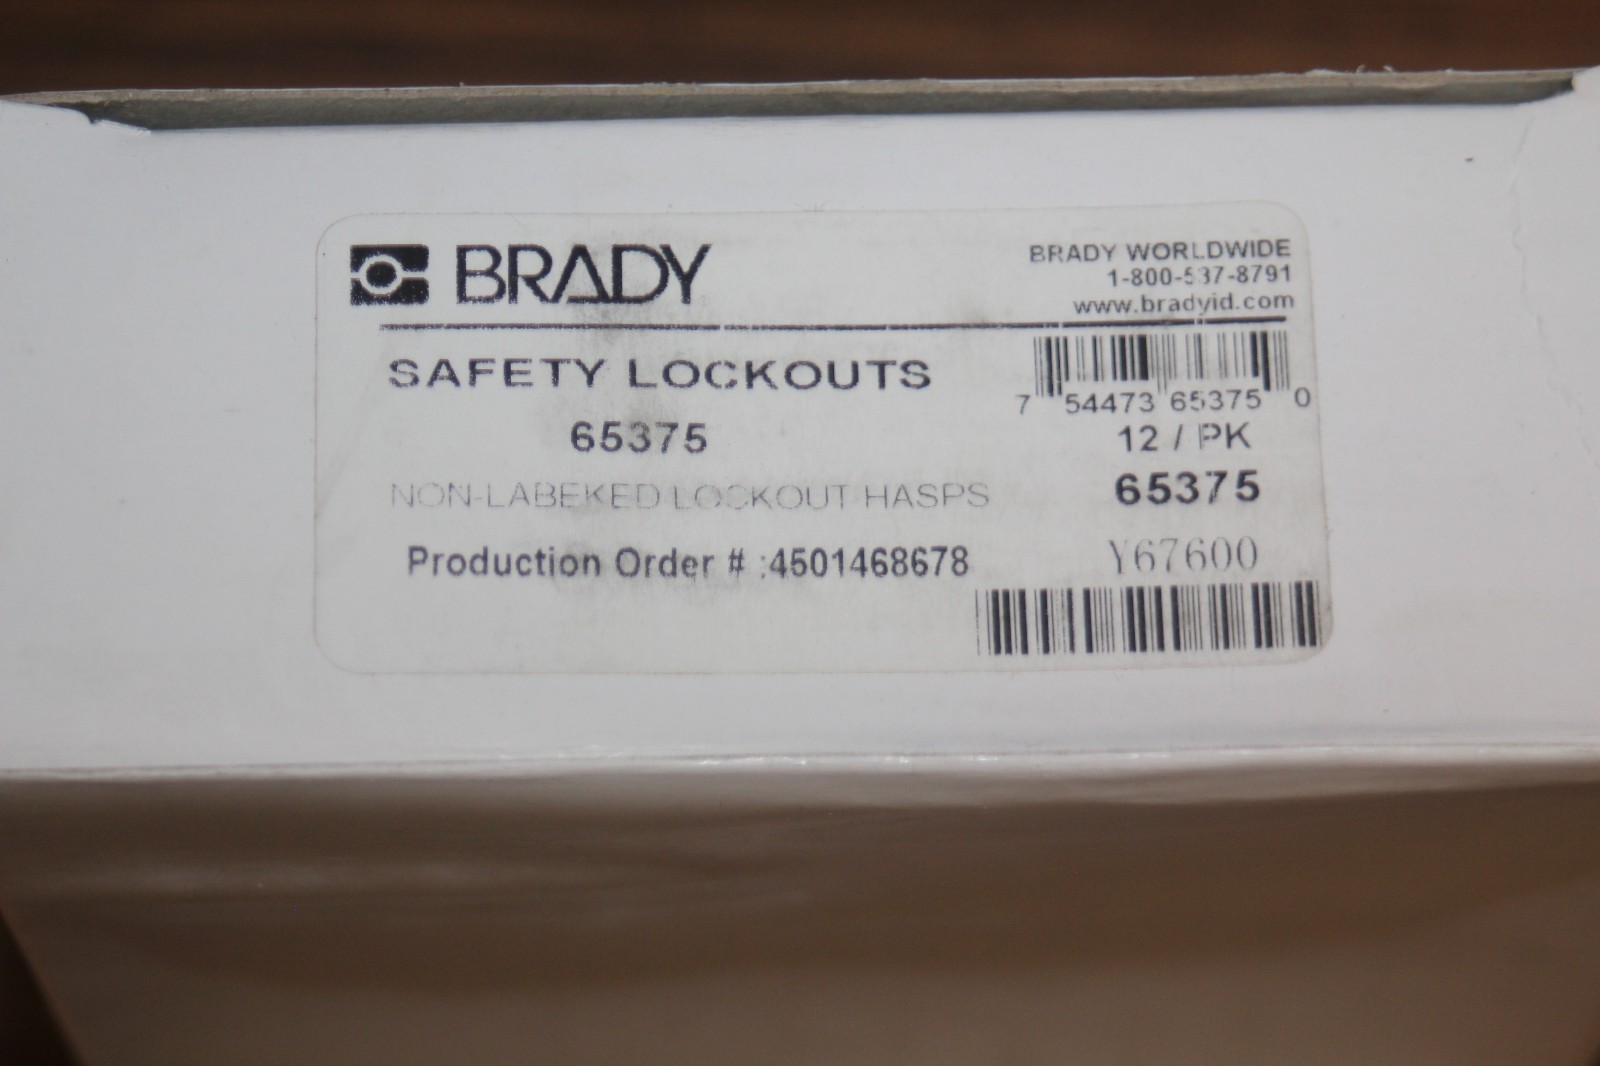 BRADY
BRADY WORLDWIDE
1-800-537-8791
www.bradyid.com
SAFETY LOCKOUTS
7 54473 65375 0
65375
12 / PK
NON-LABEKED LOCKOUT HASPS
65375
Production Order # :4501468678
Y67600